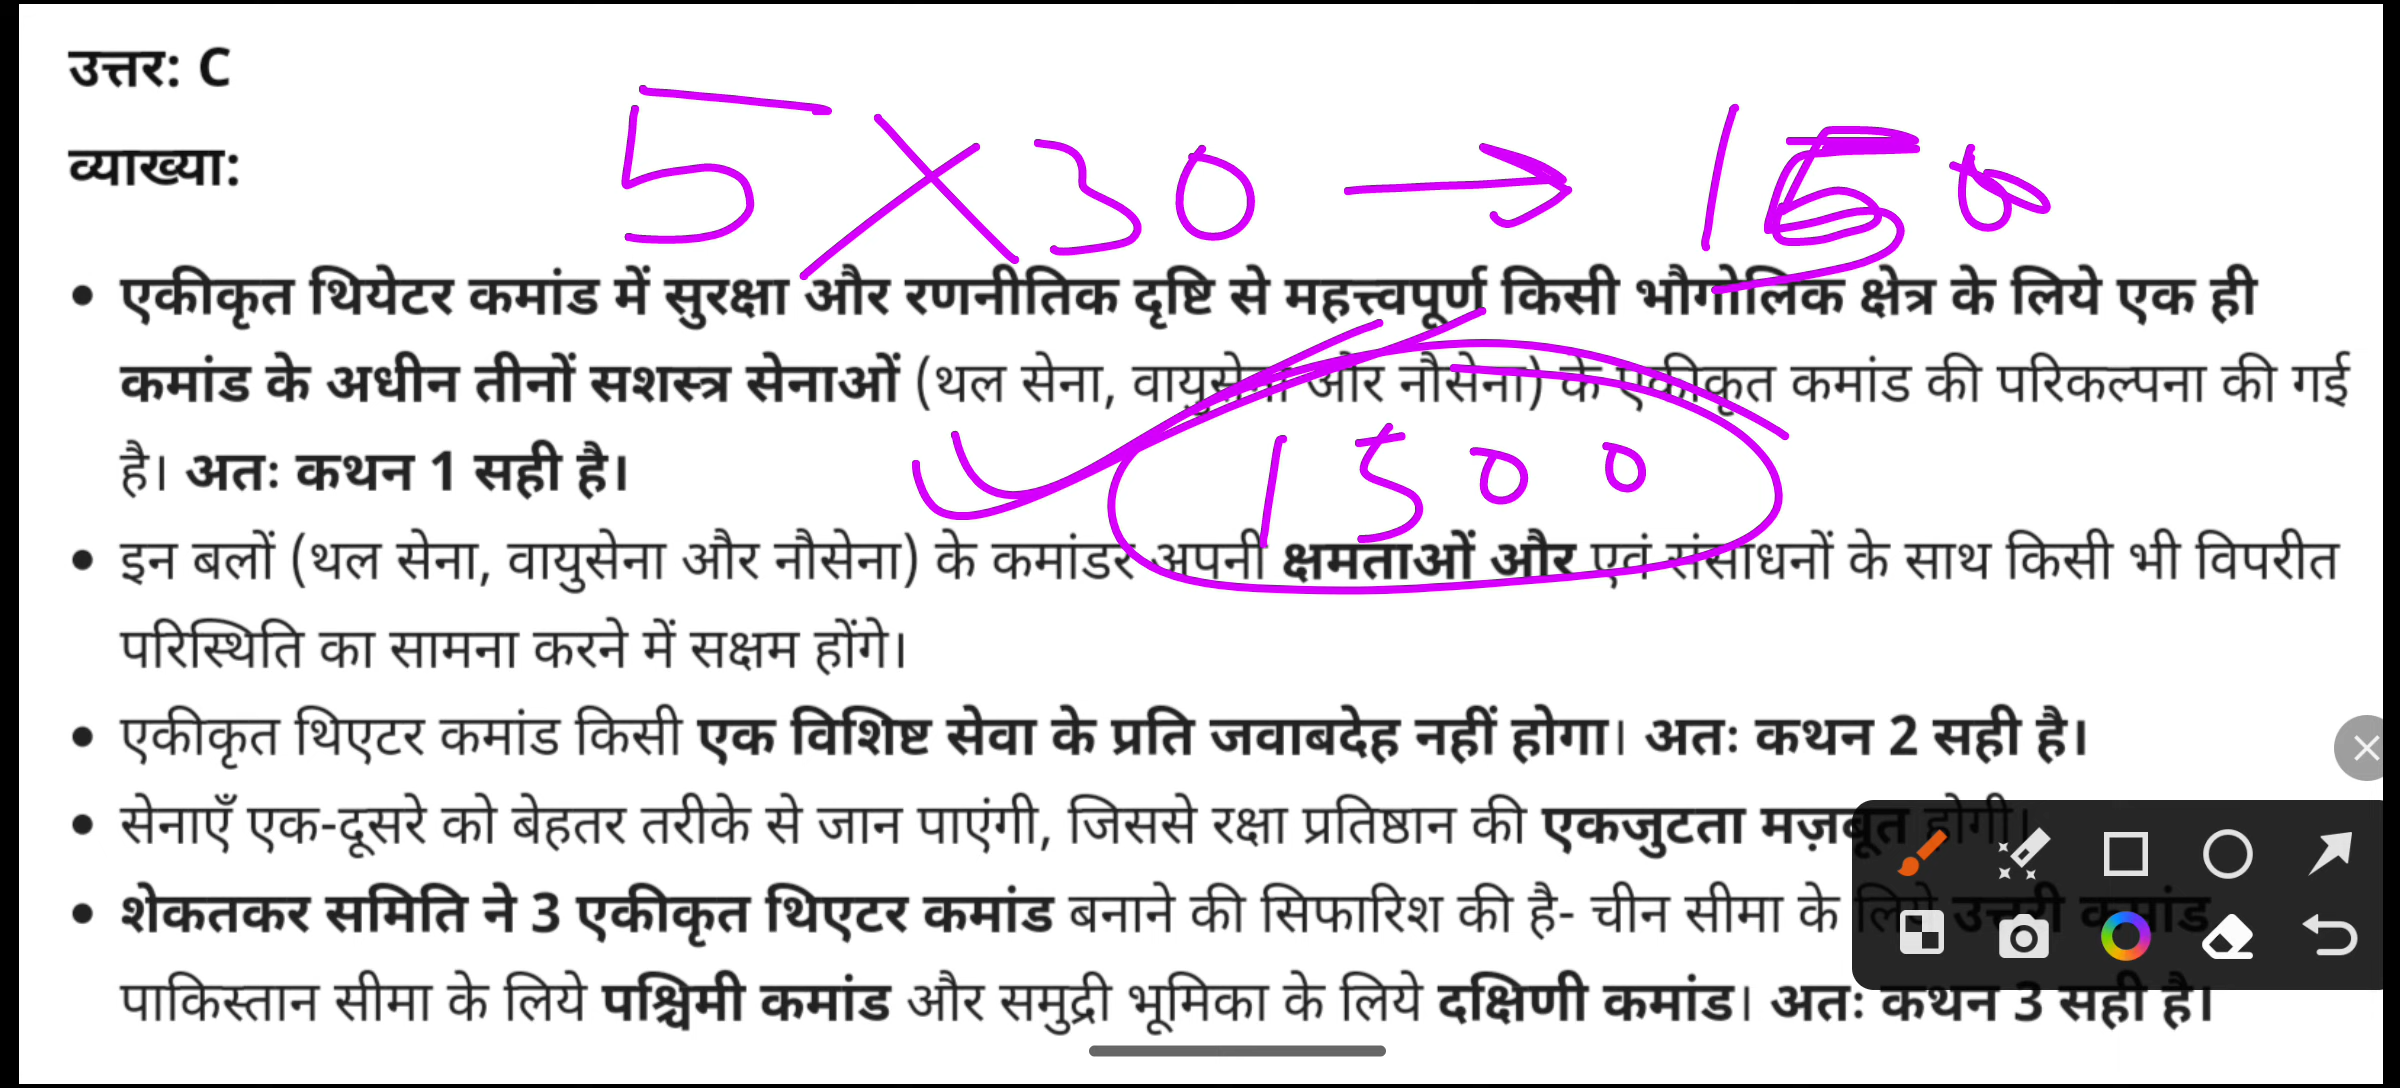 उत्तर: C
5 × 30 → 150
व्याख्या:
• एकीकृत थियेटर कमांड में सुरक्षा और रणनीतिक दृष्टि से महत्त्वपूर्ण किसी भौगोलिक क्षेत्र के लिये एक ही
कमांड के अधीन तीनों सशस्त्र सेनाओं (थल सेना, वायुसेना और नौसेना) के एकीकृत कमांड की परिकल्पना की गई
है। अतः कथन 1 सही है।
1500
• इन बलों (थल सेना, वायुसेना और नौसेना) के कमांडर अपनी क्षमताओं और एवं संसाधनों के साथ किसी भी विपरीत
परिस्थिति का सामना करने में सक्षम होंगे।
• एकीकृत थिएटर कमांड किसी एक विशिष्ट सेवा के प्रति जवाबदेह नहीं होगा। अतः कथन 2 सही है।
• सेनाएँ एक-दूसरे को बेहतर तरीके से जान पाएंगी, जिससे रक्षा प्रतिष्ठान की एकजुटता मज़बूत होगी।
• शेकतकर समिति ने 3 एकीकृत थिएटर कमांड बनाने की सिफारिश की है- चीन सीमा के लिये उत्तरी कमांड
पाकिस्तान सीमा के लिये पश्चिमी कमांड और समुद्री भूमिका के लिये दक्षिणी कमांड। अतः कथन 3 सही है।